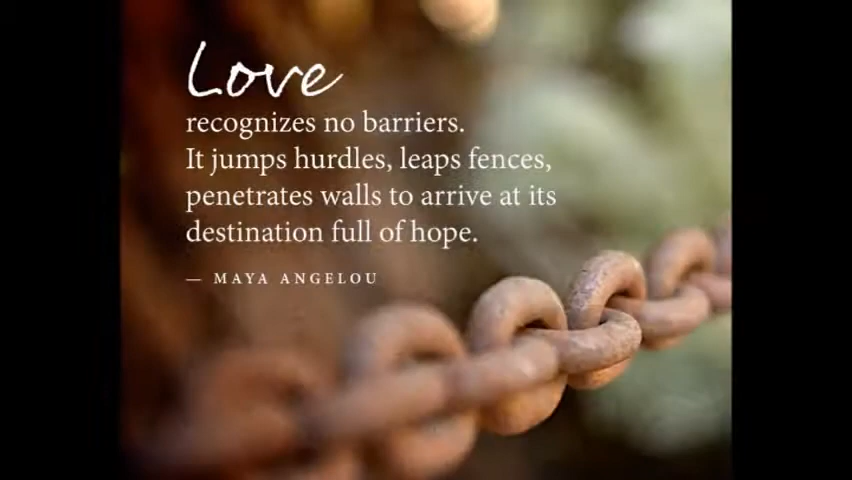 Love
recognizes no barriers.
It jumps hurdles, leaps fences,
penetrates walls to arrive at its
destination full of hope.
— MAYA ANGELOU